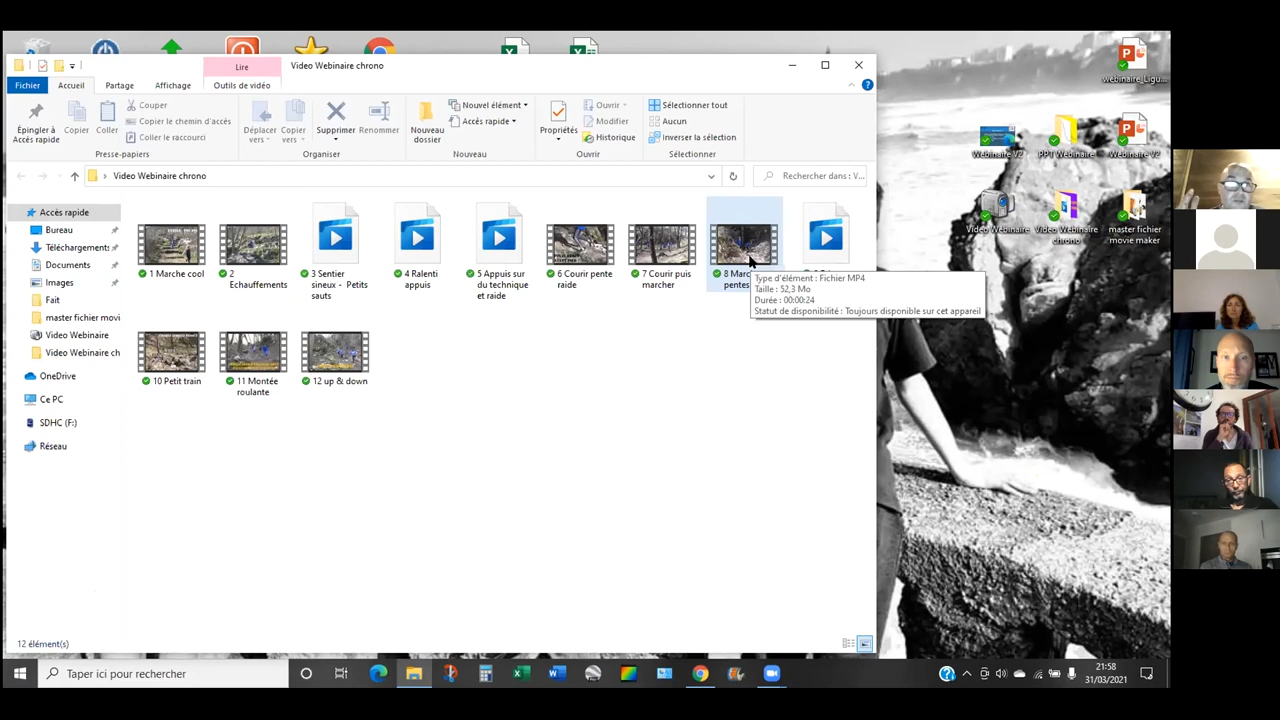 Lire
Video Webinaire chrono
Fichier
Accueil
Partage
Affichage
Outils de vidéo
Épingler à
Accès rapide
Copier
Coller
Couper
Copier le chemin d'accès
Coller le raccourci
Presse-papiers
Déplacer
vers
Copier
vers
Supprimer
Renommer
Organiser
Nouveau
dossier
Nouvel élément
Accès rapide
Nouveau
Propriétés
Ouvrir
Modifier
Historique
Ouvrir
Sélectionner tout
Aucun
Inverser la sélection
Sélectionner
Video Webinaire chrono
Rechercher dans : V...
Accès rapide
Bureau
Téléchargements
Documents
Images
Fait
master fichier movi
Video Webinaire
Video Webinaire ch
OneDrive
Ce PC
SDHC (F:)
Réseau
1 Marche cool
2
Echauffements
3 Sentier
sineux - Petits
sauts
4 Ralenti
appuis
5 Appuis sur
du technique
et raide
6 Courir pente
raide
7 Courir puis
marcher
8 Marc
pentes
Type d'élément : Fichier MP4
Taille : 52,3 Mo
Durée : 00:00:24
Statut de disponibilité : Toujours disponible sur cet appareil
10 Petit train
11 Montée
roulante
12 up & down
12 élément(s)
webinaire_Ligu...
Webinaire V2
PPT Webinaire
Webinaire V2
Video Webinaire
Video Webinaire
chrono
master fichier
movie maker
Taper ici pour rechercher
21:58
31/03/2021